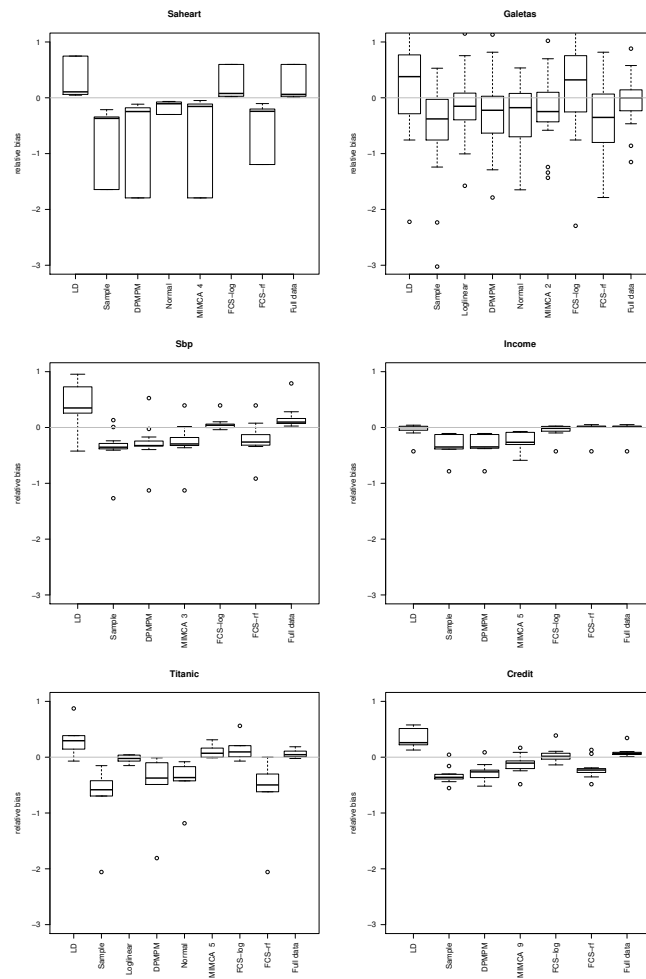 Saheart
relative bias
1
0
−1
−2
−3
LD
Sample
DPMPM
Normal
MIMCA 4
FCS−log
FCS−rf
Full data
Galetas
relative bias
1
0
−1
−2
−3
LD
Sample
Loglinear
DPMPM
Normal
MIMCA 2
FCS−log
FCS−rf
Full data
Sbp
relative bias
1
0
−1
−2
−3
LD
Sample
DPMPM
MIMCA 3
FCS−log
FCS−rf
Full data
Income
relative bias
1
0
−1
−2
−3
LD
Sample
DPMPM
MIMCA 5
FCS−log
FCS−rf
Full data
Titanic
relative bias
1
0
−1
−2
−3
LD
Sample
Loglinear
DPMPM
Normal
MIMCA 5
FCS−log
FCS−rf
Full data
Credit
relative bias
1
0
−1
−2
−3
LD
Sample
DPMPM
MIMCA 9
FCS−log
FCS−rf
Full data